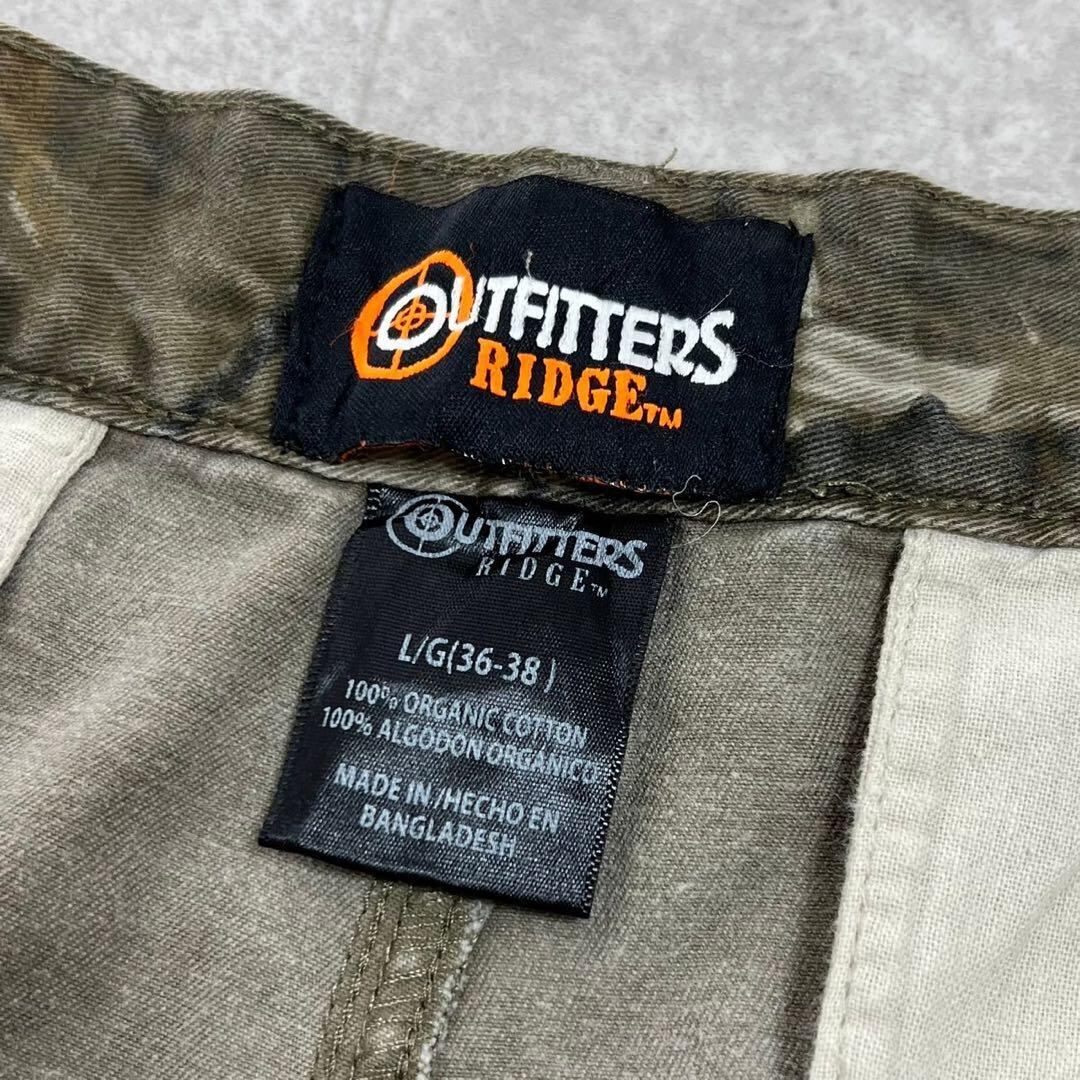 OUTFITTERS
RIDGE™
OUTFITTERS
RIDGE™
L/G(36-38)
100% ORGANIC COTTON
100% ALGODON ORGANICO
MADE IN/HECHO EN
BANGLADESH